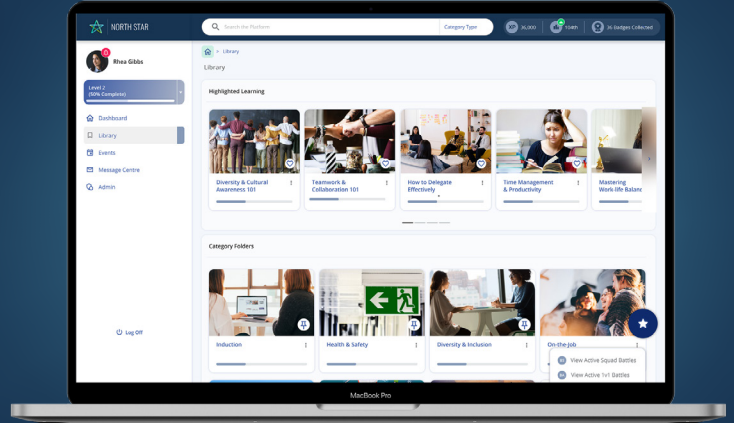 NORTH STAR
Search the Platform
Category Type
XP
36,000
104th
36 Badges Collected
Rhea Gibbs
Level 2
(50% Complete)
Dashboard
Library
Events
Message Centre
Admin
Log Off
Library
Library
Highlighted Learning
Diversity & Cultural
Awareness 101
Teamwork &
Collaboration 101
How to Delegate
Effectively
Time Management
& Productivity
Mastering
Work-life Balanc
Category Folders
Induction
Health & Safety
Diversity & Inclusion
On-the-Job
View Active Squad Battles
View Active 1v1 Battles
MacBook Pro